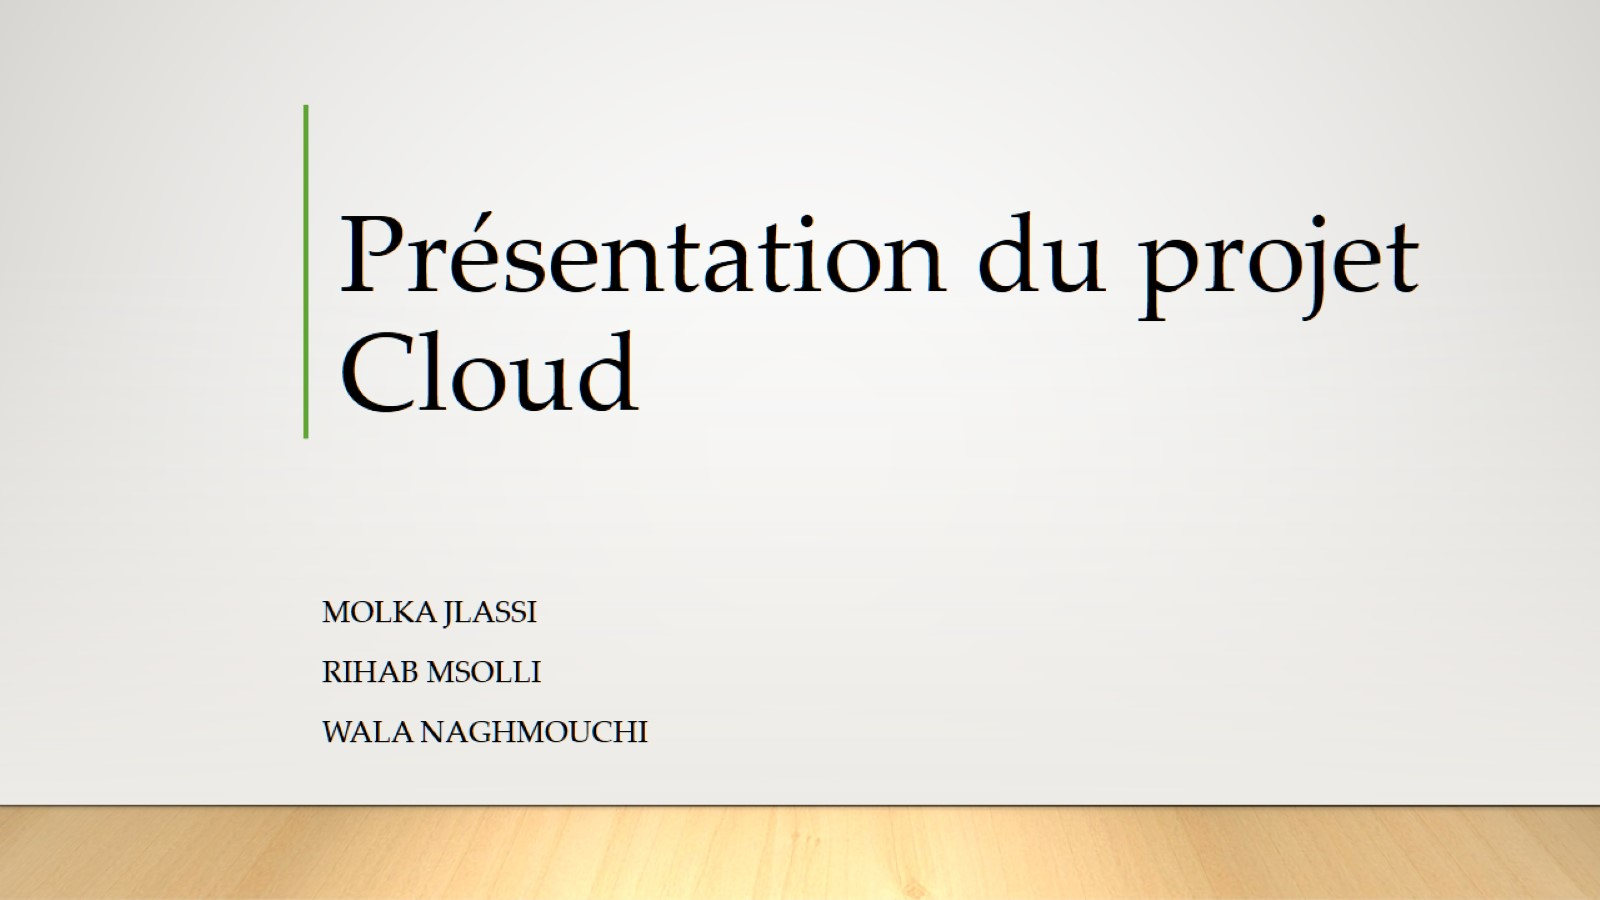 Présentation du projet
Cloud
MOLKA JLASSI
RIHAB MSOLLI
WALA NAGHMOUCHI